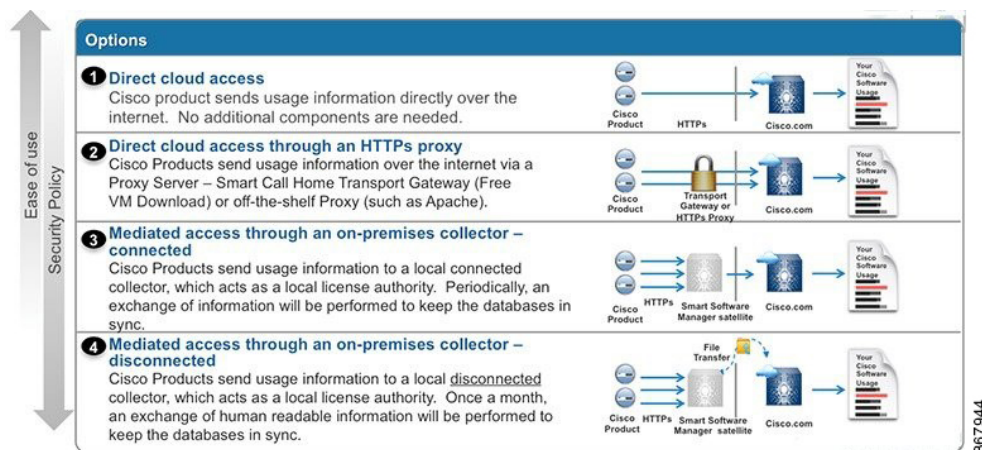 Ease of use
Security Policy
Options
1 Direct cloud access
Cisco product sends usage information directly over the
internet. No additional components are needed.
Cisco
Product
HTTPs
Cisco.com
Your
Cisco
Software
Usage
2 Direct cloud access through an HTTPs proxy
Cisco Products send usage information over the internet via a
Proxy Server – Smart Call Home Transport Gateway (Free
VM Download) or off-the-shelf Proxy (such as Apache).
Cisco
Product
Transport
Gateway or
HTTPs Proxy
Cisco.com
Your
Cisco
Software
Usage
3 Mediated access through an on-premises collector –
connected
Cisco Products send usage information to a local connected
collector, which acts as a local license authority. Periodically, an
exchange of information will be performed to keep the databases in
sync.
Cisco
Product
HTTPs
Smart Software
Manager satellite
Cisco.com
Your
Cisco
Software
Usage
4 Mediated access through an on-premises collector –
disconnected
Cisco Products send usage information to a local disconnected
collector, which acts as a local license authority. Once a month,
an exchange of human readable information will be performed to
keep the databases in sync.
File
Transfer
Cisco
Product
HTTPs
Smart Software
Manager satellite
Cisco.com
Your
Cisco
Software
Usage
367944